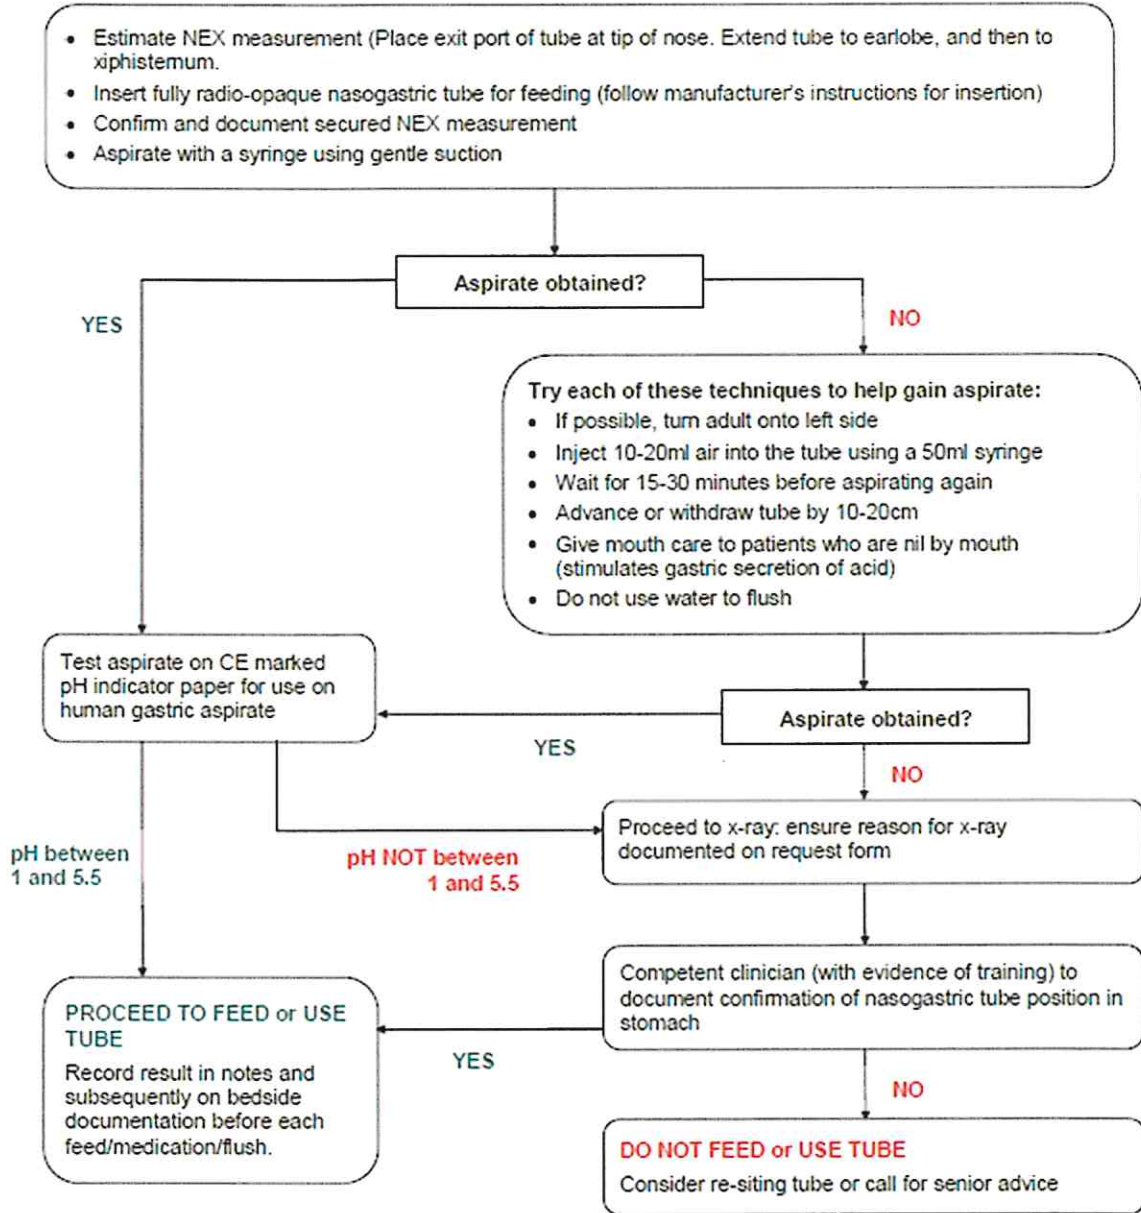 • Estimate NEX measurement (Place exit port of tube at tip of nose. Extend tube to earlobe, and then to
xiphisternum.
• Insert fully radio-opaque nasogastric tube for feeding (follow manufacturer's instructions for insertion)
• Confirm and document secured NEX measurement
• Aspirate with a syringe using gentle suction
Aspirate obtained?
YES
NO
Try each of these techniques to help gain aspirate:
• If possible, turn adult onto left side
• Inject 10-20ml air into the tube using a 50ml syringe
• Wait for 15-30 minutes before aspirating again
• Advance or withdraw tube by 10-20cm
• Give mouth care to patients who are nil by mouth
(stimulates gastric secretion of acid)
• Do not use water to flush
Test aspirate on CE marked
pH indicator paper for use on
human gastric aspirate
Aspirate obtained?
YES
NO
Proceed to x-ray: ensure reason for x-ray
documented on request form
pH between
1 and 5.5
pH NOT between
1 and 5.5
Competent clinician (with evidence of training) to
document confirmation of nasogastric tube position in
stomach
PROCEED TO FEED or USE
TUBE
Record result in notes and
subsequently on bedside
documentation before each
feed/medication/flush.
YES
NO
DO NOT FEED or USE TUBE
Consider re-siting tube or call for senior advice